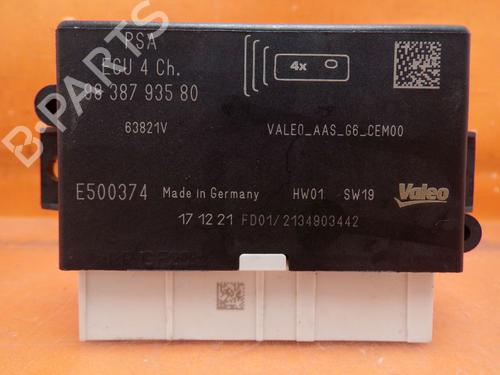 PSA
ECU 4 Ch.
98 387 935 80
4x
63821V
VALEO_AAS_G6_CEM00
E500374 Made in Germany HW01 SW19 Valeo
17 12 21 FD01/2134903442
B-PARTS